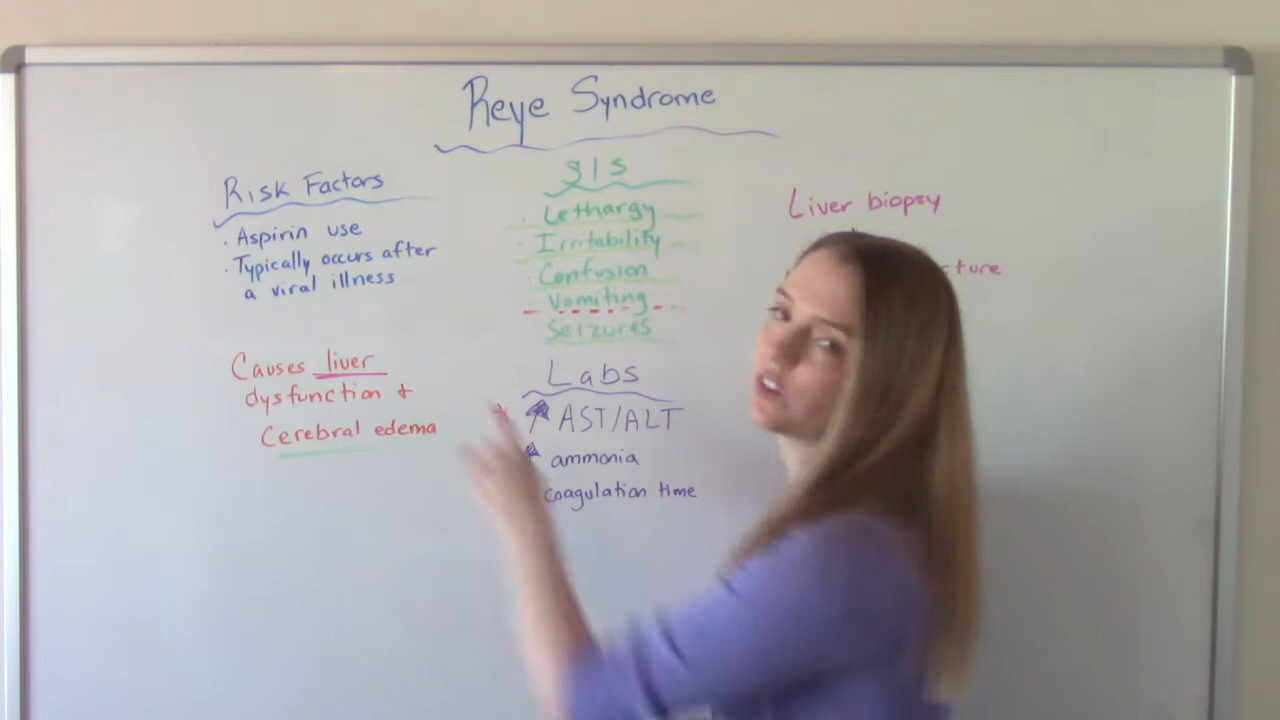 Reye Syndrome
Risk Factors
· Aspirin use
· Typically occurs after
a viral illness
Causes liver
dysfunction +
Cerebral edema
s/s
· Lethargy
· Irritability
· Confusion
· Vomiting
Seizures
Labs
↑ AST/ALT
↑ ammonia
coagulation time
Liver biopsy